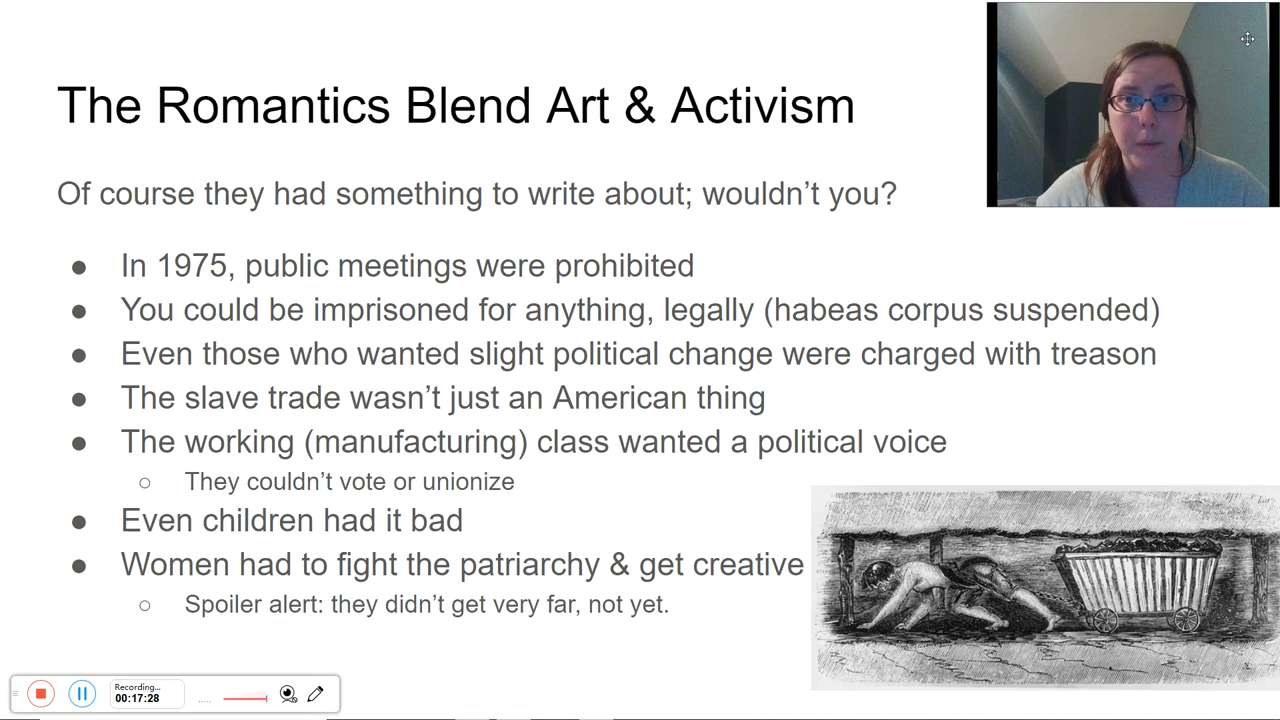 The Romantics Blend Art & Activism
Of course they had something to write about; wouldn’t you?
● In 1975, public meetings were prohibited
● You could be imprisoned for anything, legally (habeas corpus suspended)
● Even those who wanted slight political change were charged with treason
● The slave trade wasn’t just an American thing
● The working (manufacturing) class wanted a political voice
○ They couldn’t vote or unionize
● Even children had it bad
● Women had to fight the patriarchy & get creative
○ Spoiler alert: they didn’t get very far, not yet.
Recording...
00:17:28